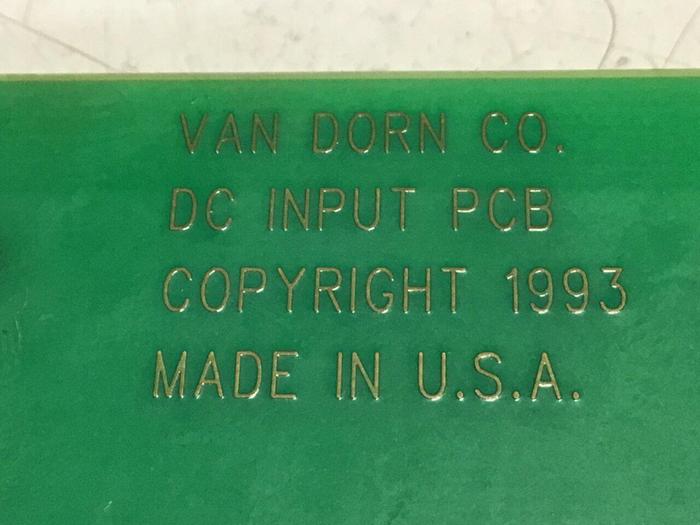 VAN DORN CO.
DC INPUT PCB
COPYRIGHT 1993
MADE IN U.S.A.